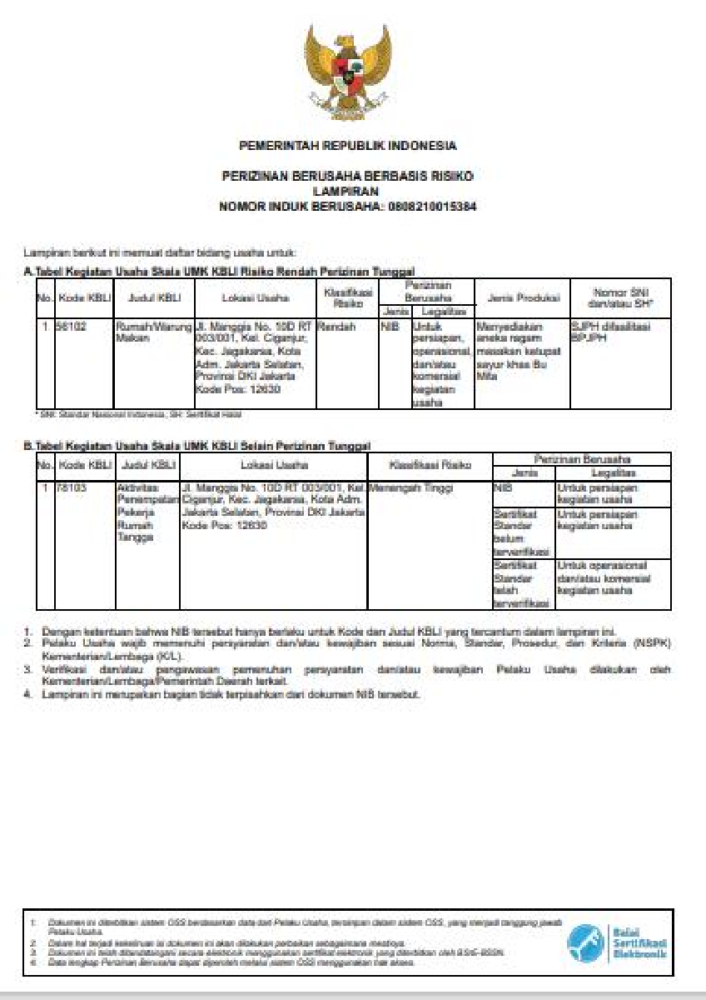 PEMERINTAH REPUBLIK INDONESIA
PERIZINAN BERUSAHA BERBASIS RISIKO
LAMPIRAN
NOMOR INDUK BERUSAHA: 0808210015384
Lampiran berikut ini memuat daftar bidang usaha untuk:
A.Tabel Kegiatan Usaha Skala UMK KBLI Risiko Rendah Perizinan Tunggal
No. Kode KBLI Judul KBLI Lokasi Usaha Klasifikasi Risiko Perizinan Berusaha Jenis Legalitas Jenis Produksi Nomor SNI dan/atau SH*
1 56102 Rumah/Warung Jl. Manggis No. 10D RT Rendah NIB Untuk Menyediakan SJPH difasilitasi
Makan 003/001, Kel. Ciganjur, persiapan, aneka ragam BPJPH
Kec. Jagakarsa, Kota operasional, masakan ketupat
Adm. Jakarta Selatan, dan/atau sayur khas Bu
Provinsi DKI Jakarta komersial Mita
Kode Pos: 12630 kegiatan
usaha
* SNI: Standar Nasional Indonesia, SH: Sertifikat Halal
B.Tabel Kegiatan Usaha Skala UMK KBLI Selain Perizinan Tunggal
No. Kode KBLI Judul KBLI Lokasi Usaha Klasifikasi Risiko Perizinan Berusaha
Jenis Legalitas
1 78103 Aktivitas Jl. Manggis No. 10D RT 003/001, Kel. Menengah Tinggi NIB Untuk persiapan
Penempatan Ciganjur, Kec. Jagakarsa, Kota Adm. kegiatan usaha
Pekerja Jakarta Selatan, Provinsi DKI Jakarta Sertifikat Untuk persiapan
Rumah Kode Pos: 12630 Standar kegiatan usaha
Tangga belum
terverifikasi
Sertifikat Untuk operasional
Standar dan/atau komersial
telah kegiatan usaha
terverifikasi
1. Dengan ketentuan bahwa NIB tersebut hanya berlaku untuk Kode dan Judul KBLI yang tercantum dalam lampiran ini.
2. Pelaku Usaha wajib memenuhi persyaratan dan/atau kewajiban sesuai Norma, Standar, Prosedur, dan Kriteria (NSPK)
Kementerian/Lembaga (K/L).
3. Verifikasi dan/atau pengawasan pemenuhan persyaratan dan/atau kewajiban Pelaku Usaha dilakukan oleh
Kementerian/Lembaga/Pemerintah Daerah terkait.
4. Lampiran ini merupakan bagian tidak terpisahkan dari dokumen NIB tersebut.
1. Dokumen ini diterbitkan sistem OSS berdasarkan data dari Pelaku Usaha, tersimpan dalam sistem OSS, yang menjadi tanggung jawab
Pelaku Usaha.
2. Dalam hal terjadi kekeliruan isi dokumen ini akan dilakukan perbaikan sebagaimana mestinya.
3. Dokumen ini telah ditandatangani secara elektronik menggunakan sertifikat elektronik yang diterbitkan oleh BSrE-BSSN.
4. Data lengkap Perizinan Berusaha dapat diperoleh melalui sistem OSS menggunakan hak akses.
Balai
Sertifikasi
Elektronik